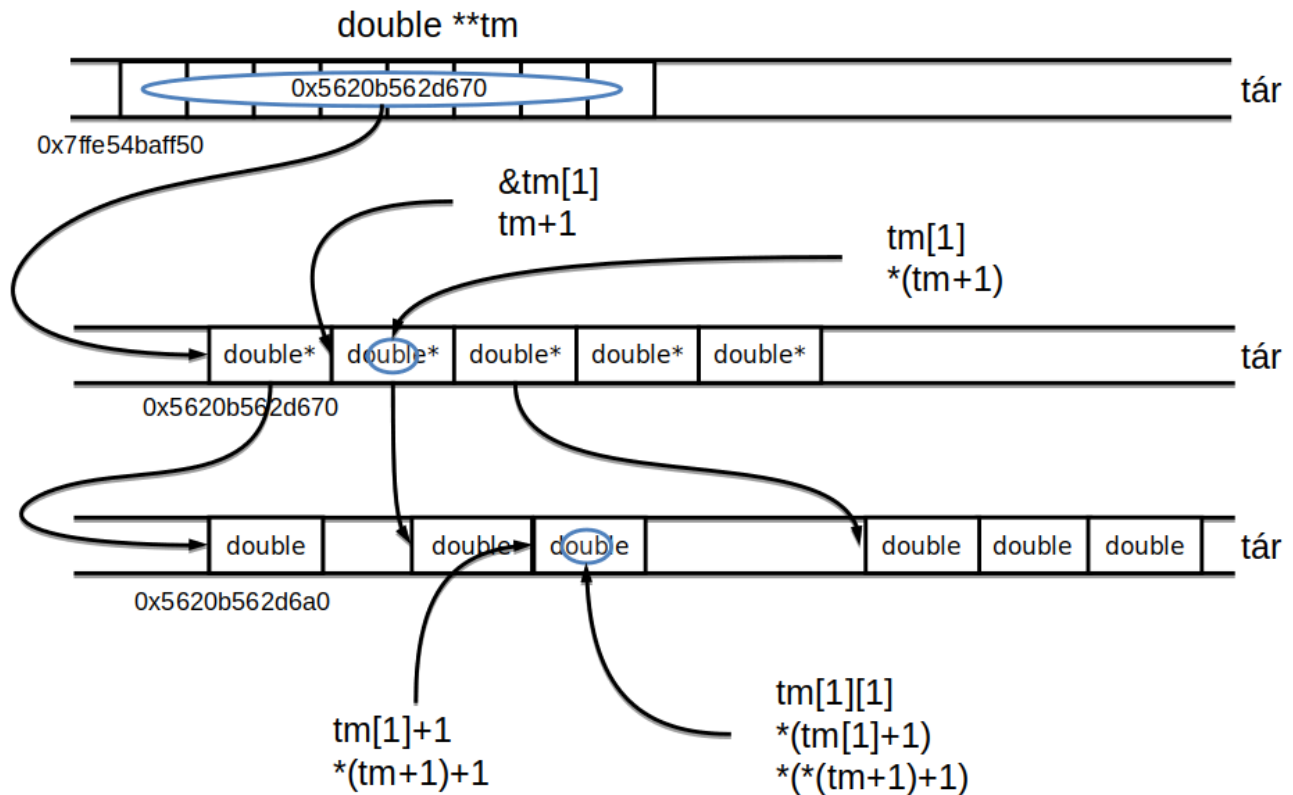 double **tm
0x5620b562d670
tár
0x7ffe54baff50
&tm[1]
tm+1
tm[1]
*(tm+1)
double* double* double* double* double*
tár
0x5620b562d670
double double double double double double
tár
0x5620b562d6a0
tm[1]+1
*(tm+1)+1
tm[1][1]
*(tm[1]+1)
*(*(tm+1)+1)